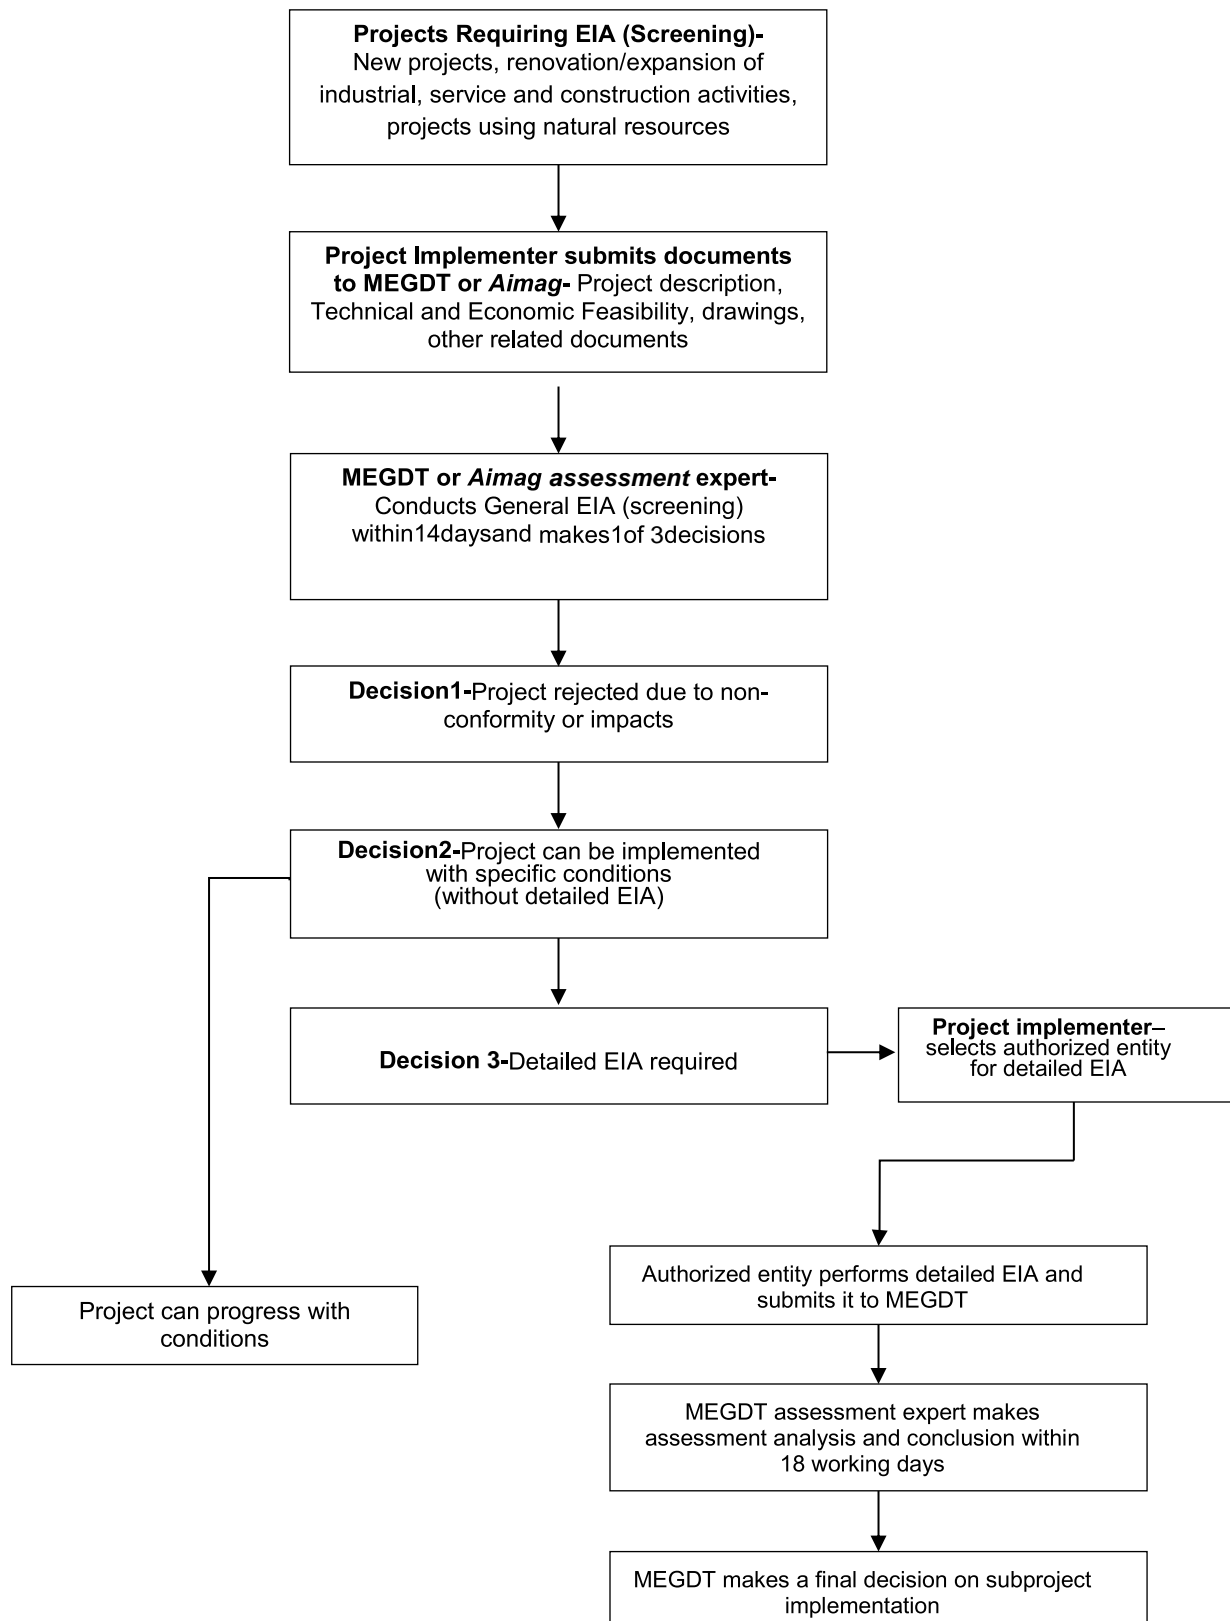 Projects Requiring EIA (Screening)-
New projects, renovation/expansion of
industrial, service and construction activities,
projects using natural resources
Project Implementer submits documents
to MEGDT or Aimag- Project description,
Technical and Economic Feasibility, drawings,
other related documents
MEGDT or Aimag assessment expert-
Conducts General EIA (screening)
within14daysand makes1of 3decisions
Decision1-Project rejected due to non-
conformity or impacts
Decision2-Project can be implemented
with specific conditions
(without detailed EIA)
Decision 3-Detailed EIA required
Project implementer–
selects authorized entity
for detailed EIA
Authorized entity performs detailed EIA and
submits it to MEGDT
Project can progress with
conditions
MEGDT assessment expert makes
assessment analysis and conclusion within
18 working days
MEGDT makes a final decision on subproject
implementation